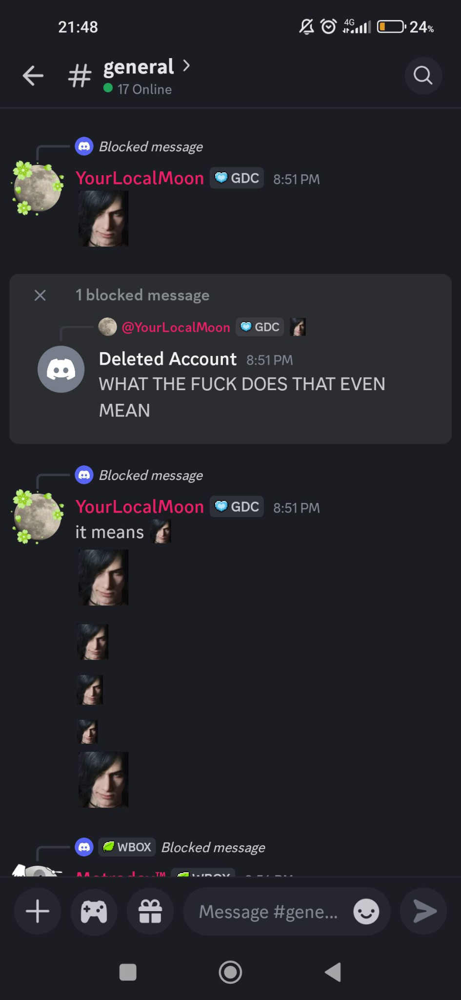 21:48
4G
24%
general
17 Online
Blocked message
YourLocalMoon GDC 8:51 PM
1 blocked message
@YourLocalMoon GDC
Deleted Account 8:51 PM
WHAT THE FUCK DOES THAT EVEN
MEAN
Blocked message
YourLocalMoon GDC 8:51 PM
it means
WBOX Blocked message
WBOX
Message #gene...